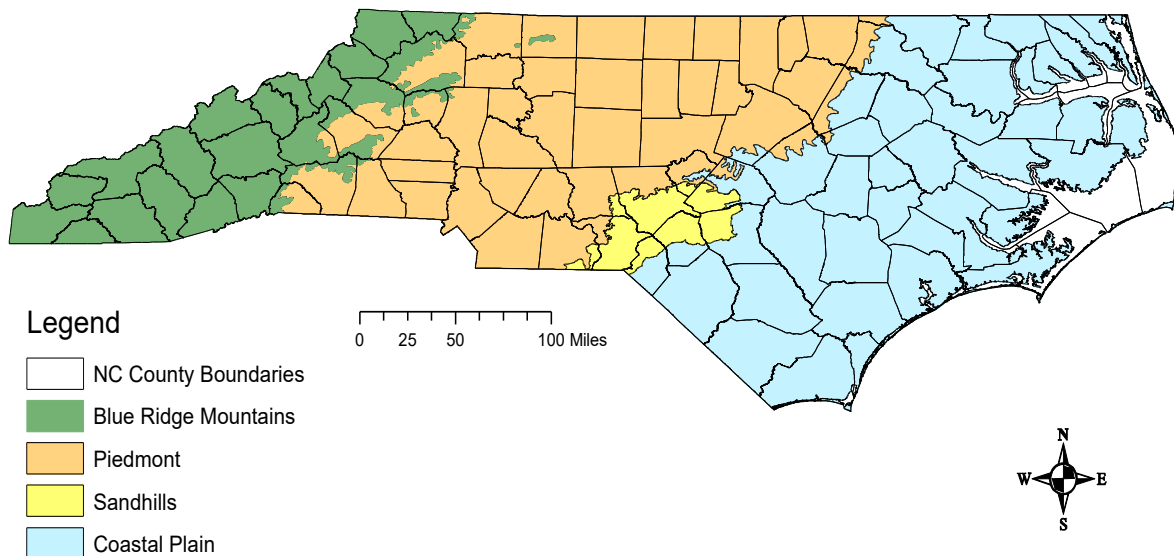 Legend
0 25 50 100 Miles
NC County Boundaries
Blue Ridge Mountains
Piedmont
Sandhills
Coastal Plain
N
W E
S